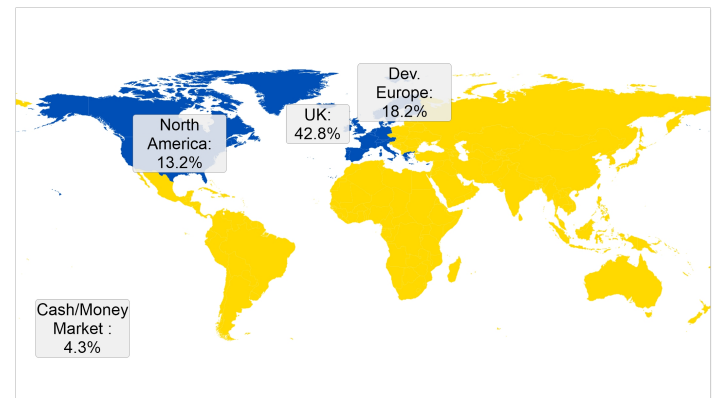 Dev.
Europe:
18.2%
UK:
42.8%
North
America:
13.2%
Cash/Money
Market :
4.3%